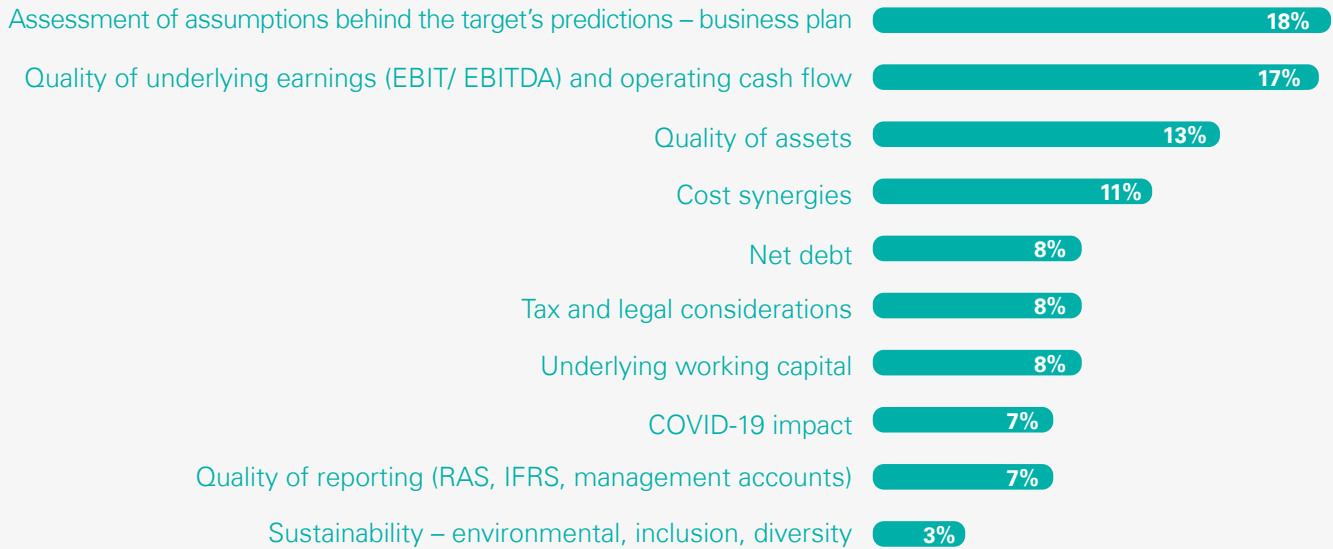 Assessment of assumptions behind the target’s predictions – business plan 18%
Quality of underlying earnings (EBIT/ EBITDA) and operating cash flow 17%
Quality of assets 13%
Cost synergies 11%
Net debt 8%
Tax and legal considerations 8%
Underlying working capital 8%
COVID-19 impact 7%
Quality of reporting (RAS, IFRS, management accounts) 7%
Sustainability – environmental, inclusion, diversity 3%